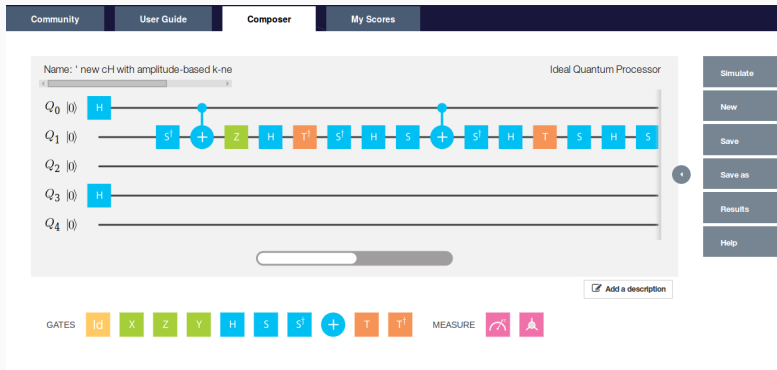 Community User Guide Composer My Scores
Name: ' new cH with amplitude-based k-ne Ideal Quantum Processor
Simulate
New
Save
Save as
Results
Help
Q0 |0⟩ H
Q1 |0⟩ S† + Z H T† S† H S + S† H T S H S
Q2 |0⟩
Q3 |0⟩ H
Q4 |0⟩
Add a description
GATES Id X Z Y H S S† + T T† MEASURE